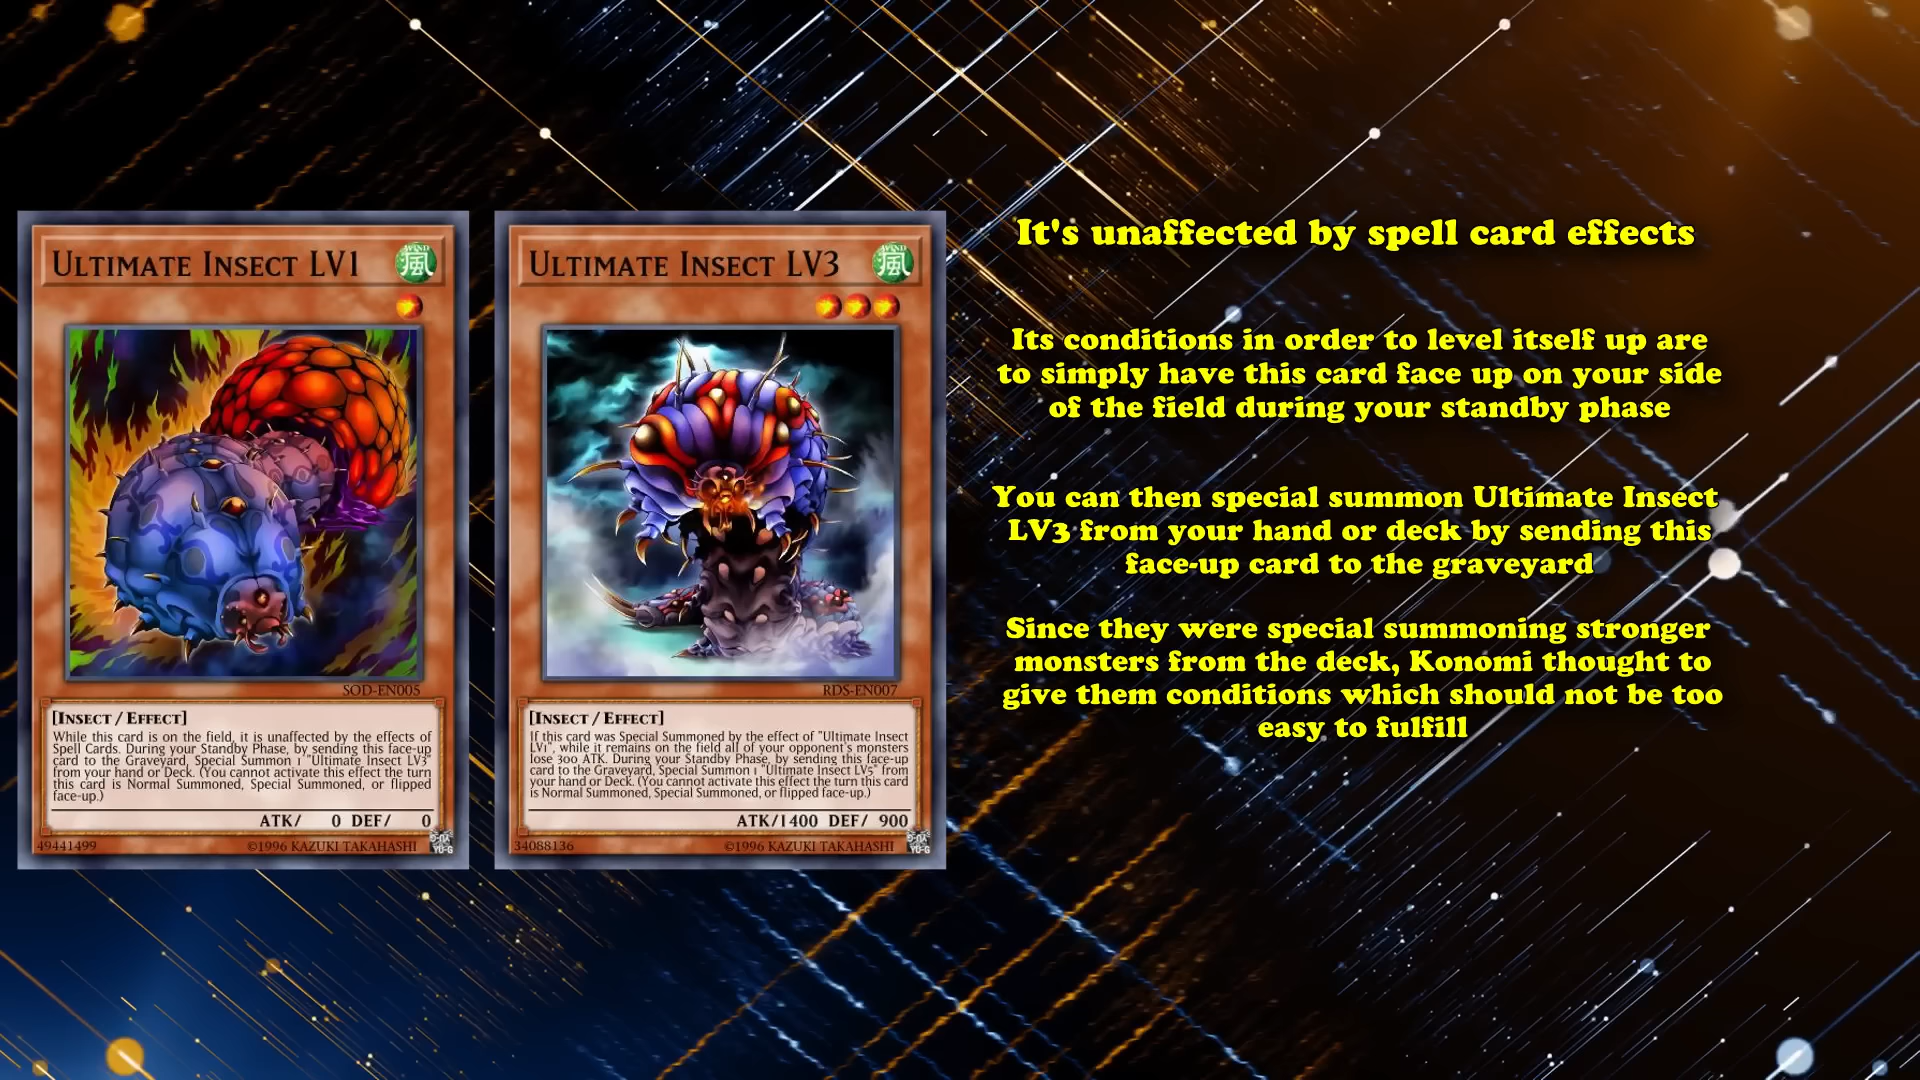 ULTIMATE INSECT LV1
WIND
風
SOD-EN005
[INSECT / EFFECT]
While this card is on the field, it is unaffected by the effects of
Spell Cards. During your Standby Phase, by sending this face-up
card to the Graveyard, Special Summon 1 "Ultimate Insect LV3"
from your hand or Deck. (You cannot activate this effect the turn
this card is Normal Summoned, Special Summoned, or flipped
face-up.)
ATK/ 0 DEF/ 0
49441499
©1996 KAZUKI TAKAHASHI
ULTIMATE INSECT LV3
WIND
風
RDS-EN007
[INSECT / EFFECT]
If this card was Special Summoned by the effect of "Ultimate Insect
LV1", while it remains on the field all of your opponent's monsters
lose 300 ATK. During your Standby Phase, by sending this face-up
card to the Graveyard, Special Summon 1 "Ultimate Insect LV5" from
your hand or Deck. (You cannot activate this effect the turn this card
is Normal Summoned, Special Summoned, or flipped face-up.)
ATK/1400 DEF/ 900
34088136
©1996 KAZUKI TAKAHASHI
It's unaffected by spell card effects
Its conditions in order to level itself up are
to simply have this card face up on your side
of the field during your standby phase
You can then special summon Ultimate Insect
LV3 from your hand or deck by sending this
face-up card to the graveyard
Since they were special summoning stronger
monsters from the deck, Konomi thought to
give them conditions which should not be too
easy to fulfill